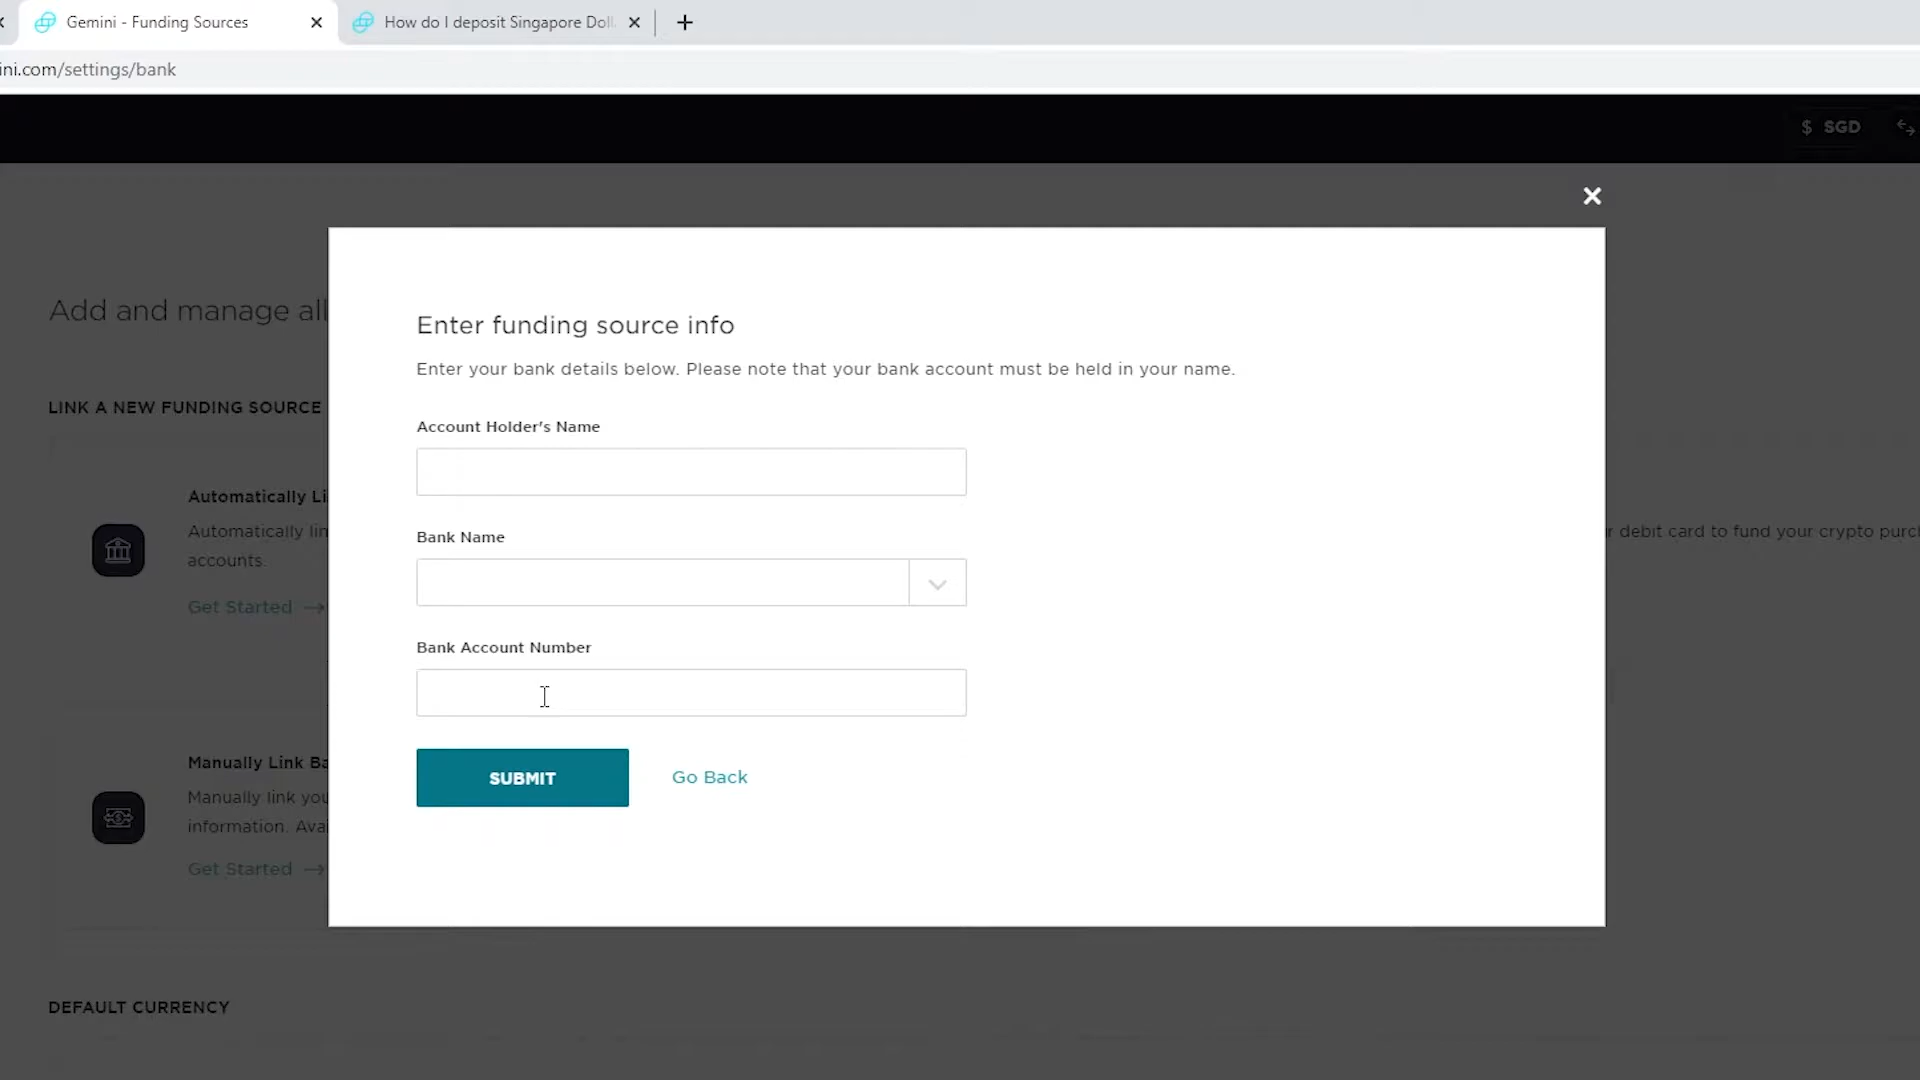 Gemini - Funding Sources
How do I deposit Singapore Doll
ini.com/settings/bank
$ SGD
Add and manage all
LINK A NEW FUNDING SOURCE
Automatically Li
Automatically lin
accounts.
Get Started →
r debit card to fund your crypto purc
Manually Link Ba
Manually link you
information. Avai
Get Started →
DEFAULT CURRENCY
Enter funding source info
Enter your bank details below. Please note that your bank account must be held in your name.
Account Holder's Name
Bank Name
Bank Account Number
SUBMIT
Go Back